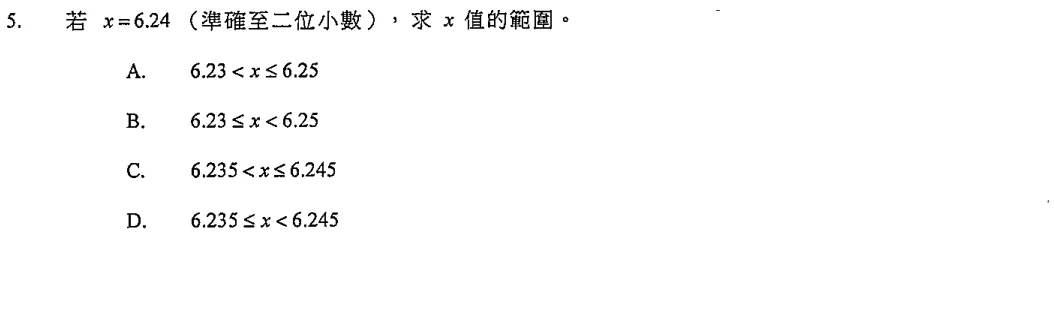 5. 若 x = 6.24 （準確至二位小數），求 x 值的範圍。
A. 6.23 < x ≤ 6.25
B. 6.23 ≤ x < 6.25
C. 6.235 < x ≤ 6.245
D. 6.235 ≤ x < 6.245